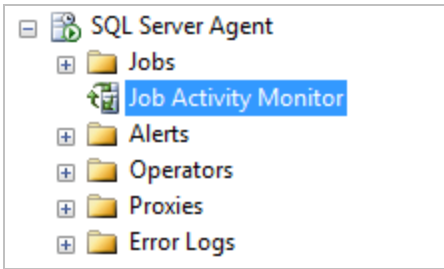 SQL Server Agent
Jobs
Job Activity Monitor
Alerts
Operators
Proxies
Error Logs